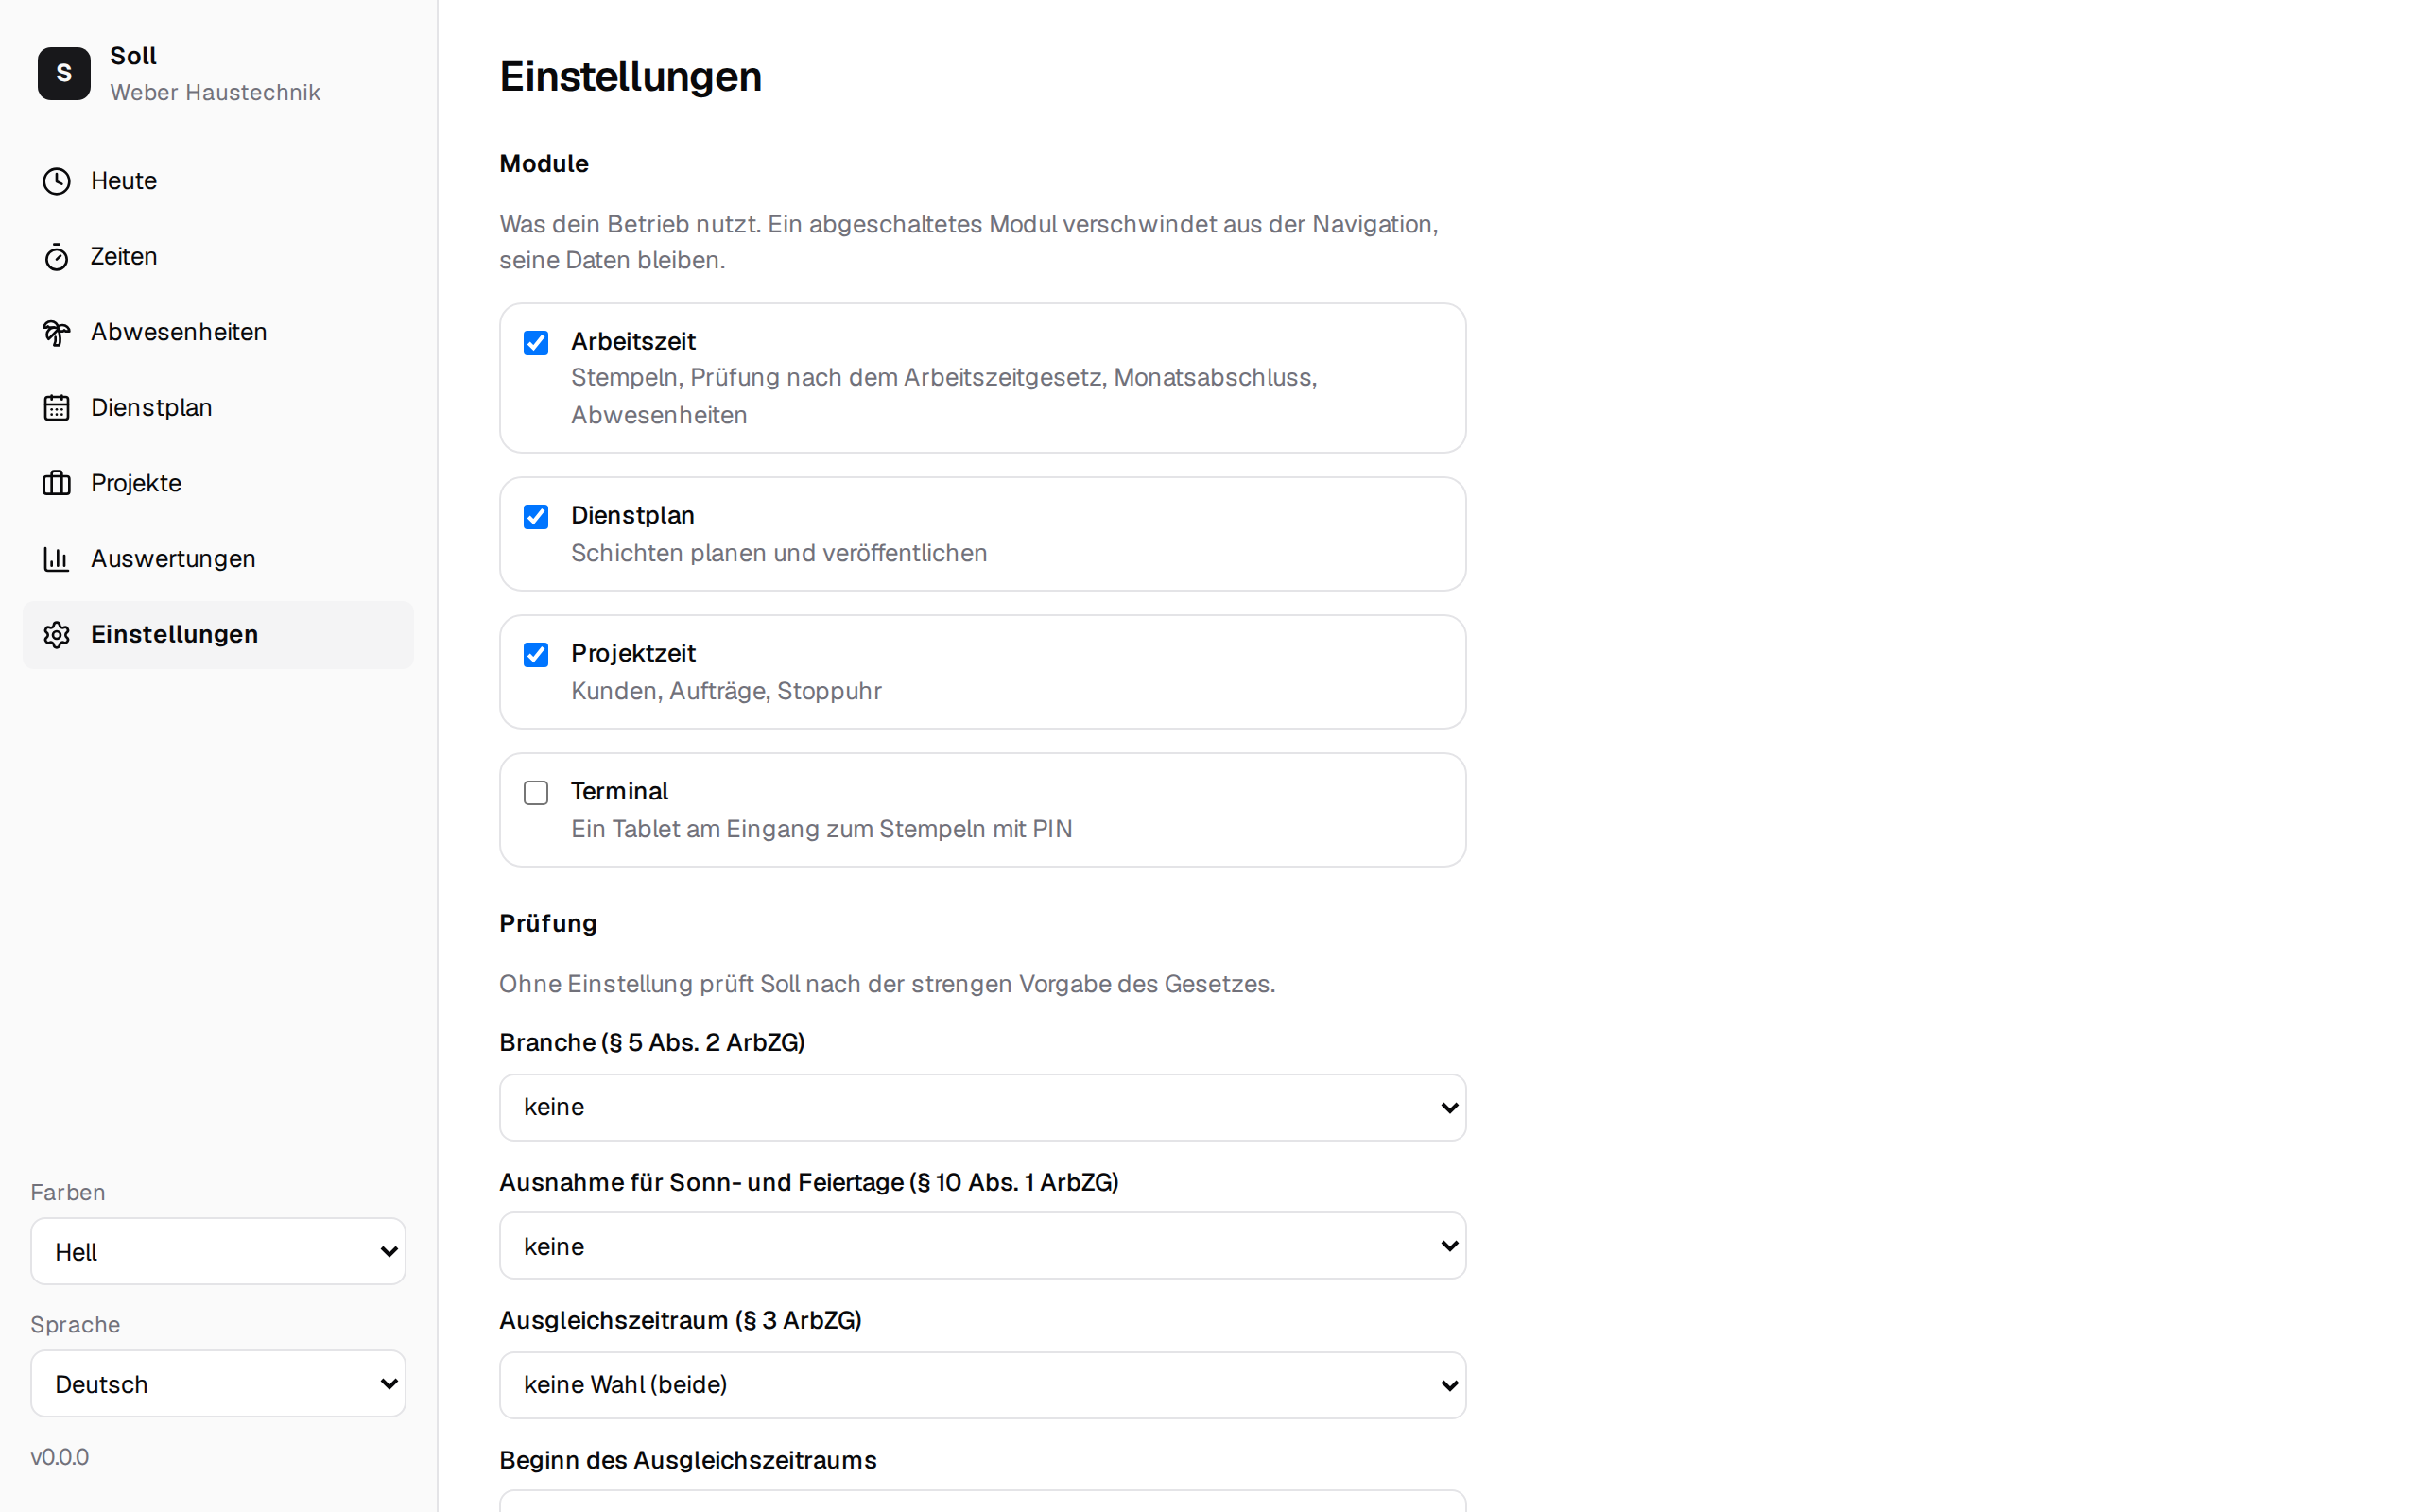 S
Soll
Weber Haustechnik
Heute
Zeiten
Abwesenheiten
Dienstplan
Projekte
Auswertungen
Einstellungen
Farben
Hell
Sprache
Deutsch
v0.0.0
Einstellungen
Module
Was dein Betrieb nutzt. Ein abgeschaltetes Modul verschwindet aus der Navigation,
seine Daten bleiben.
Arbeitszeit
Stempeln, Prüfung nach dem Arbeitszeitgesetz, Monatsabschluss,
Abwesenheiten
Dienstplan
Schichten planen und veröffentlichen
Projektzeit
Kunden, Aufträge, Stoppuhr
Terminal
Ein Tablet am Eingang zum Stempeln mit PIN
Prüfung
Ohne Einstellung prüft Soll nach der strengen Vorgabe des Gesetzes.
Branche (§ 5 Abs. 2 ArbZG)
keine
Ausnahme für Sonn- und Feiertage (§ 10 Abs. 1 ArbZG)
keine
Ausgleichszeitraum (§ 3 ArbZG)
keine Wahl (beide)
Beginn des Ausgleichszeitraums